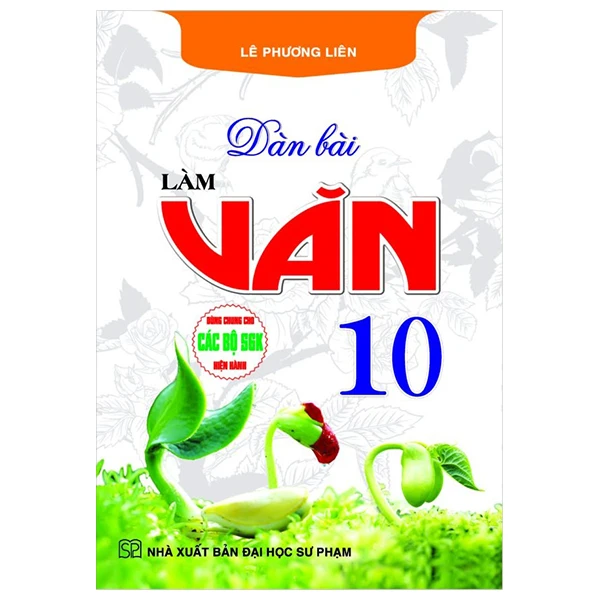 LÊ PHƯƠNG LIÊN
Dàn bài
LÀM
VĂN
10
DÙNG CHUNG CHO
CÁC BỘ SGK
HIỆN HÀNH
SP
NHÀ XUẤT BẢN ĐẠI HỌC SƯ PHẠM